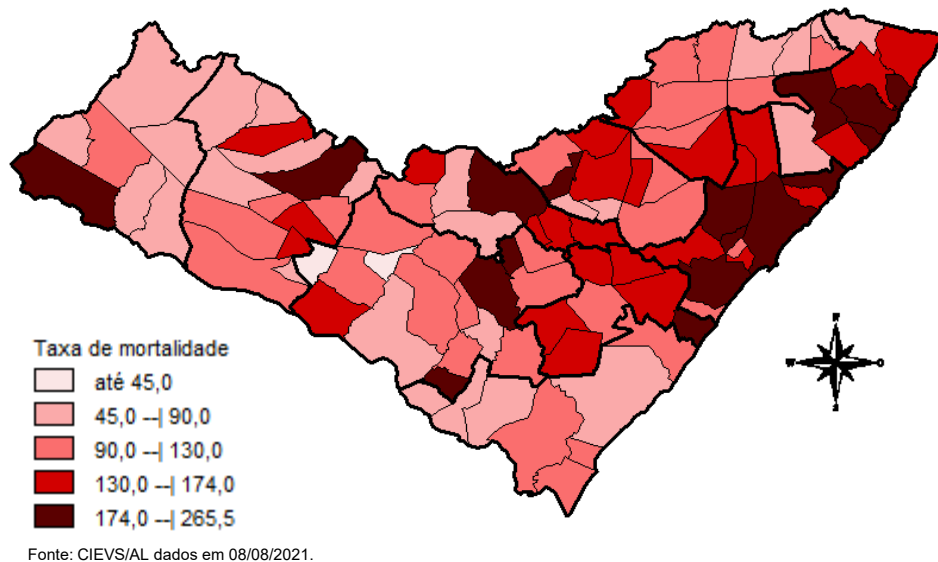 Taxa de mortalidade
até 45,0
45,0 --| 90,0
90,0 --| 130,0
130,0 --| 174,0
174,0 --| 265,5
Fonte: CIEVS/AL dados em 08/08/2021.